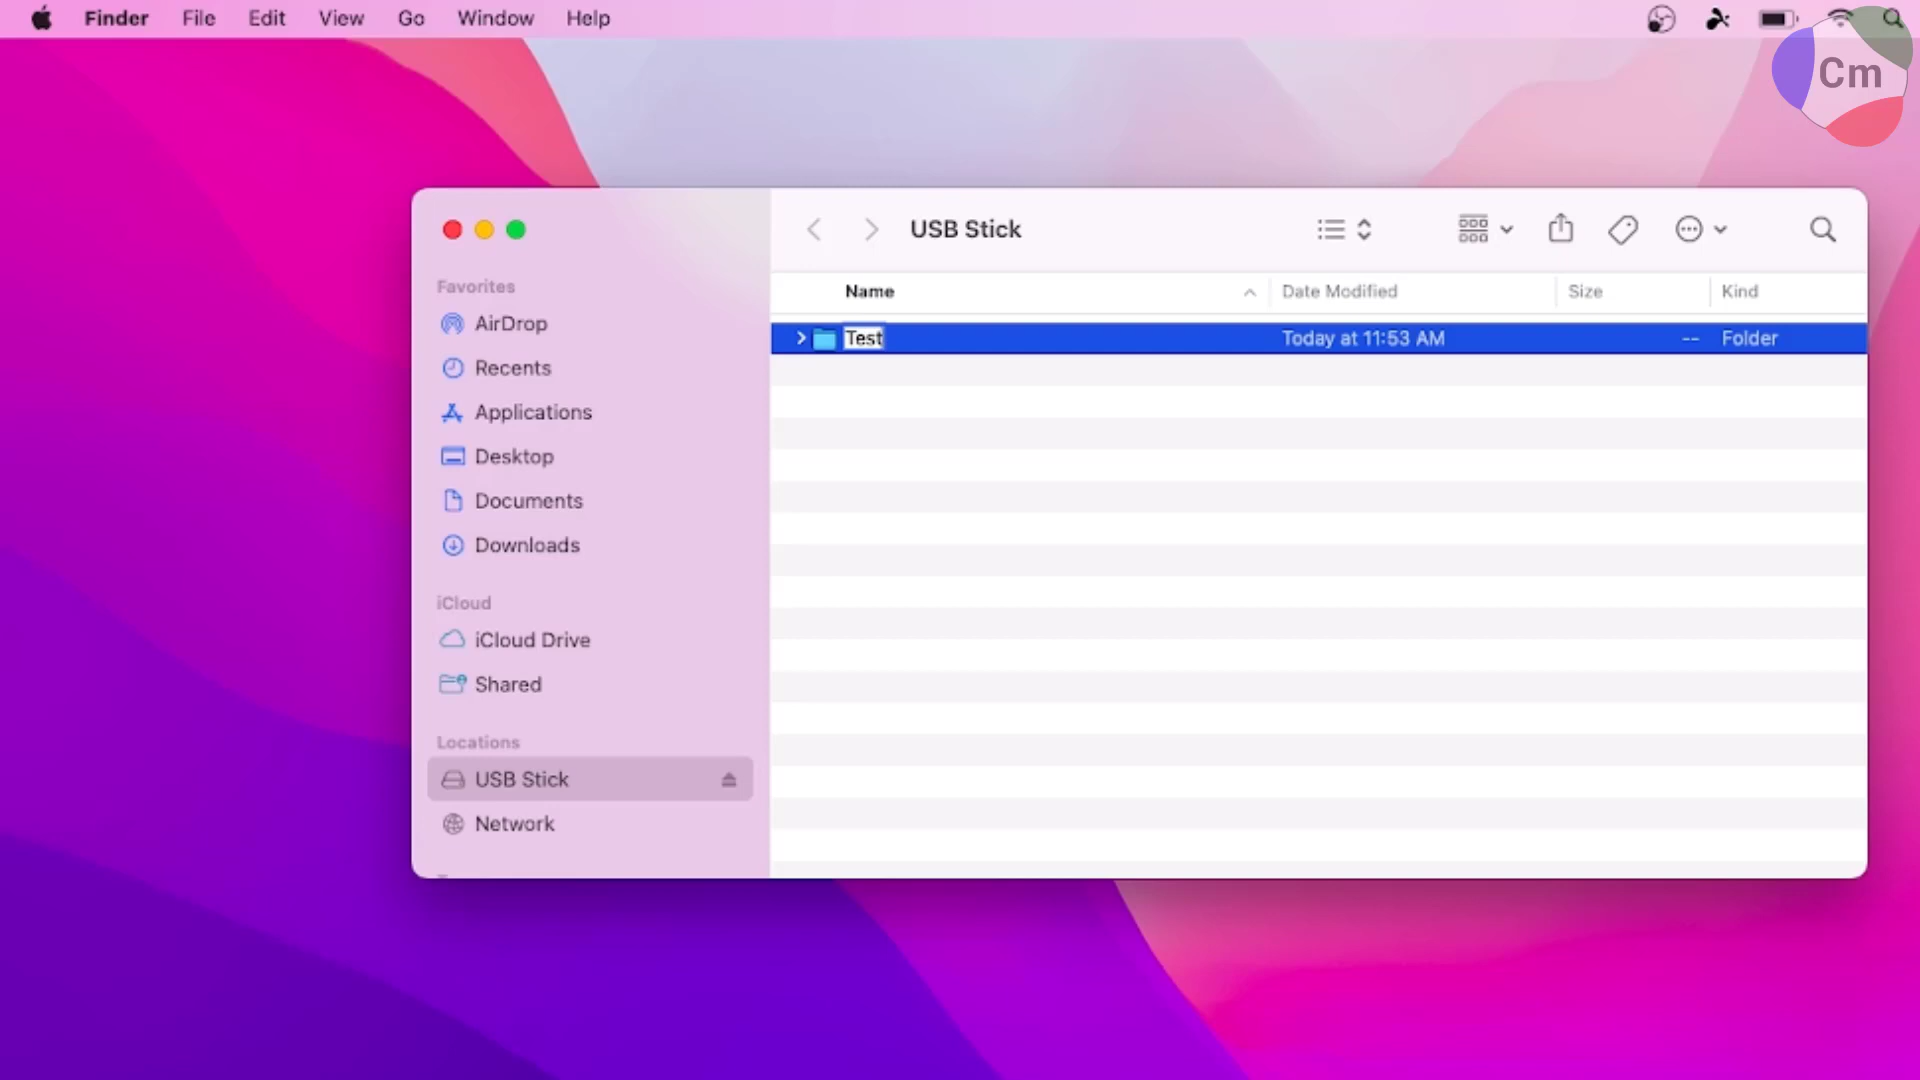 Finder File Edit View Go Window Help
Cm
USB Stick
Favorites
AirDrop
Recents
Applications
Desktop
Documents
Downloads
iCloud
iCloud Drive
Shared
Locations
USB Stick
Network
Name Date Modified Size Kind
Test Today at 11:53 AM -- Folder